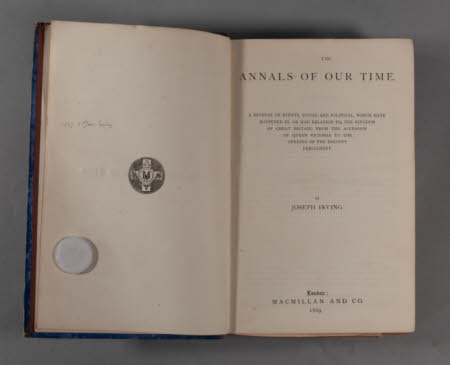 THE
ANNALS OF OUR TIME
A DIURNAL OF EVENTS, SOCIAL AND POLITICAL, WHICH HAVE
HAPPENED IN, OR HAD RELATION TO, THE KINGDOM
OF GREAT BRITAIN, FROM THE ACCESSION
OF QUEEN VICTORIA TO THE
OPENING OF THE PRESENT
PARLIAMENT.
BY
JOSEPH IRVING.
London:
MACMILLAN AND CO.
1869.